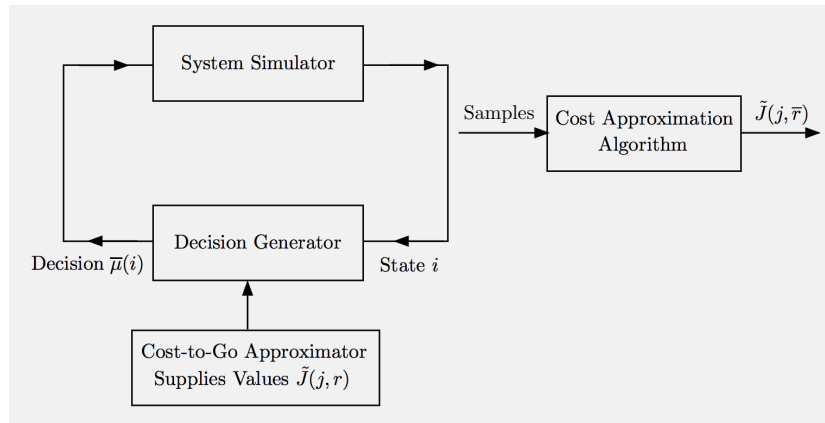 System Simulator
Samples
Cost Approximation
Algorithm
J̃(j, r̅)
Decision Generator
Decision μ̅(i)
State i
Cost-to-Go Approximator
Supplies Values J̃(j, r)